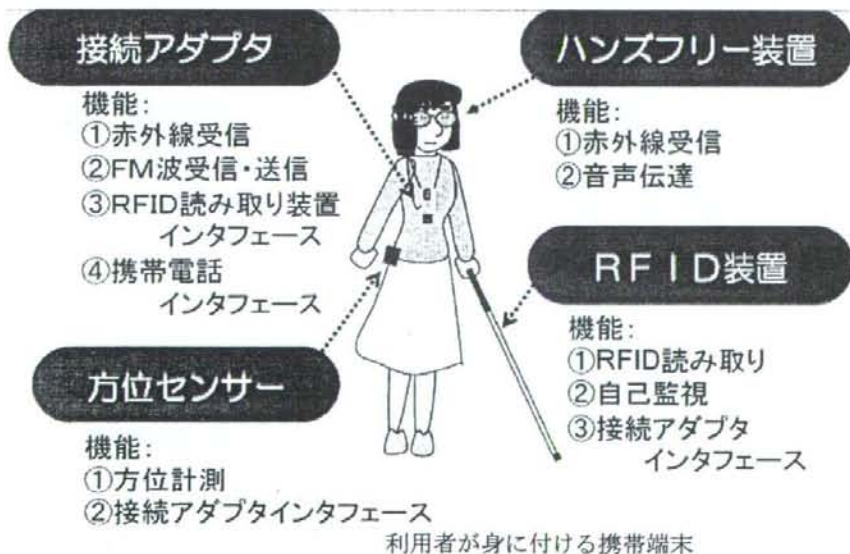 接続アダプタ
機能:
①赤外線受信
②FM波受信・送信
③RFID読み取り装置
インタフェース
④携帯電話
インタフェース
ハンズフリー装置
機能:
①赤外線受信
②音声伝達
RFID装置
機能:
①RFID読み取り
②自己監視
③接続アダプタ
インタフェース
方位センサー
機能:
①方位計測
②接続アダプタインタフェース
利用者が身に付ける携帯端末